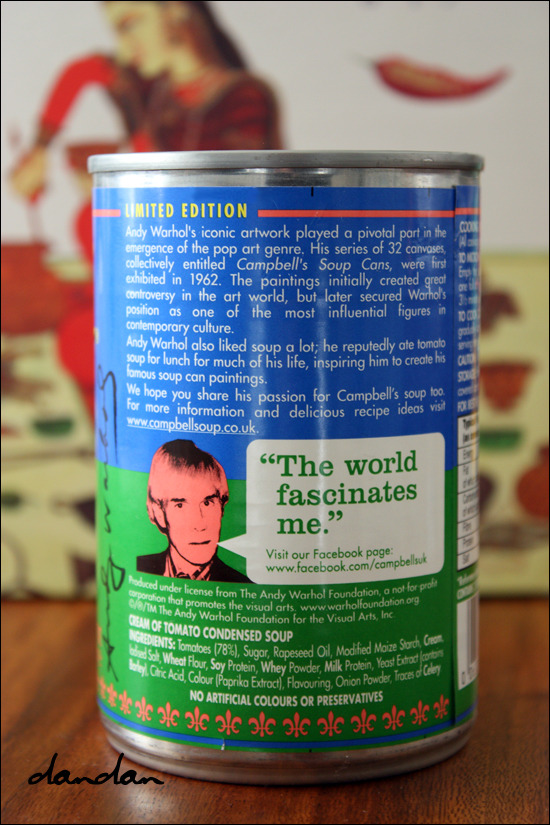 LIMITED EDITION
Andy Warhol's iconic artwork played a pivotal part in the
emergence of the pop art genre. His series of 32 canvases,
collectively entitled Campbell's Soup Cans, were first
exhibited in 1962. The paintings initially created great
controversy in the art world, but later secured Warhol's
position as one of the most influential figures in
contemporary culture.
Andy Warhol also liked soup a lot; he reputedly ate tomato
soup for lunch for much of his life, inspiring him to create his
famous soup can paintings.
We hope you share his passion for Campbell's soup too.
For more information and delicious recipe ideas visit
www.campbellsoup.co.uk.
“The world
fascinates
me.”
Visit our Facebook page:
www.facebook.com/campbellsuk
Produced under license from The Andy Warhol Foundation, a not for profit
corporation that promotes the visual arts. www.warholfoundation.org
©/®/TM The Andy Warhol Foundation for the Visual Arts, Inc.
CREAM OF TOMATO CONDENSED SOUP
INGREDIENTS: Tomatoes (78%), Sugar, Rapeseed Oil, Modified Maize Starch, Cream,
Iodised Salt, Wheat Flour, Soy Protein, Whey Powder, Milk Protein, Yeast Extract (contains
Barley), Citric Acid, Colour (Paprika Extract), Flavouring, Onion Powder, Traces of Celery.
NO ARTIFICIAL COLOURS OR PRESERVATIVES
dandan